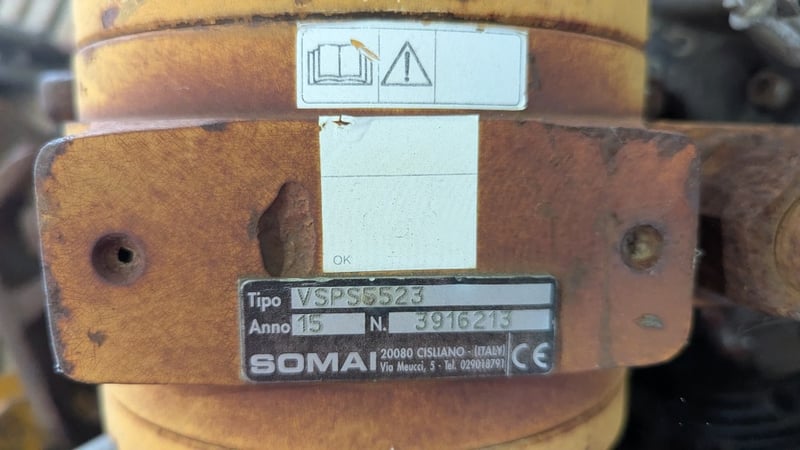 OK
Tipo VSPS5523
Anno 15 N. 3916213
SOMAI 20080 CISLIANO - (ITALY)
Via Meucci, 5 - Tel. 029018791
CE